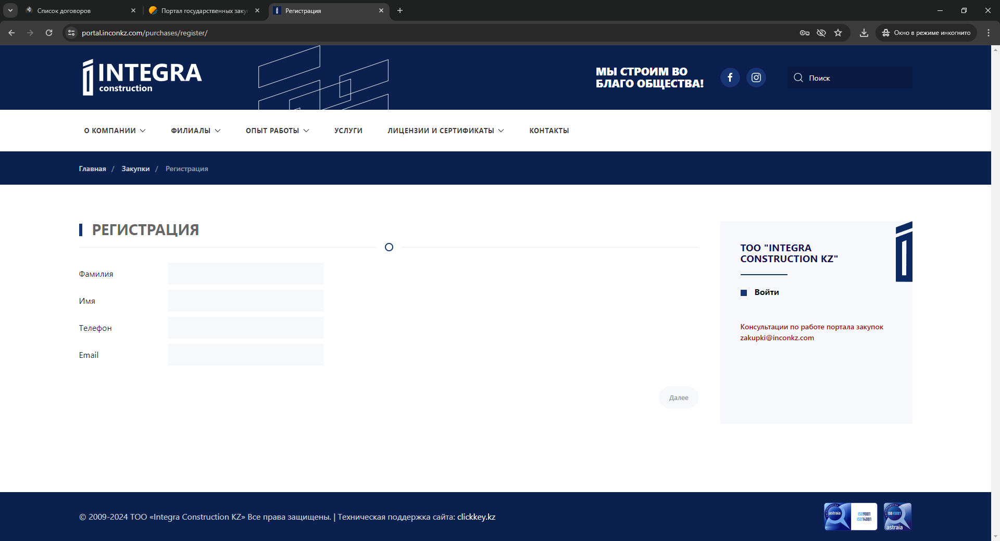 Список договоров
Портал государственных заку
Регистрация
portal.inconkz.com/purchases/register/
Окно в режиме инкогнито
INTEGRA
construction
МЫ СТРОИМ ВО
БЛАГО ОБЩЕСТВА!
Поиск
О КОМПАНИИ
ФИЛИАЛЫ
ОПЫТ РАБОТЫ
УСЛУГИ
ЛИЦЕНЗИИ И СЕРТИФИКАТЫ
КОНТАКТЫ
Главная / Закупки / Регистрация
РЕГИСТРАЦИЯ
Фамилия
Имя
Телефон
Email
Далее
ТОО "INTEGRA
CONSTRUCTION KZ"
Войти
Консультации по работе портала закупок
zakupki@inconkz.com
© 2009-2024 ТОО «Integra Construction KZ» Все права защищены. | Техническая поддержка сайта: clickkey.kz
astraia
ISO9001
ISO14001
ISO 45001
astraia